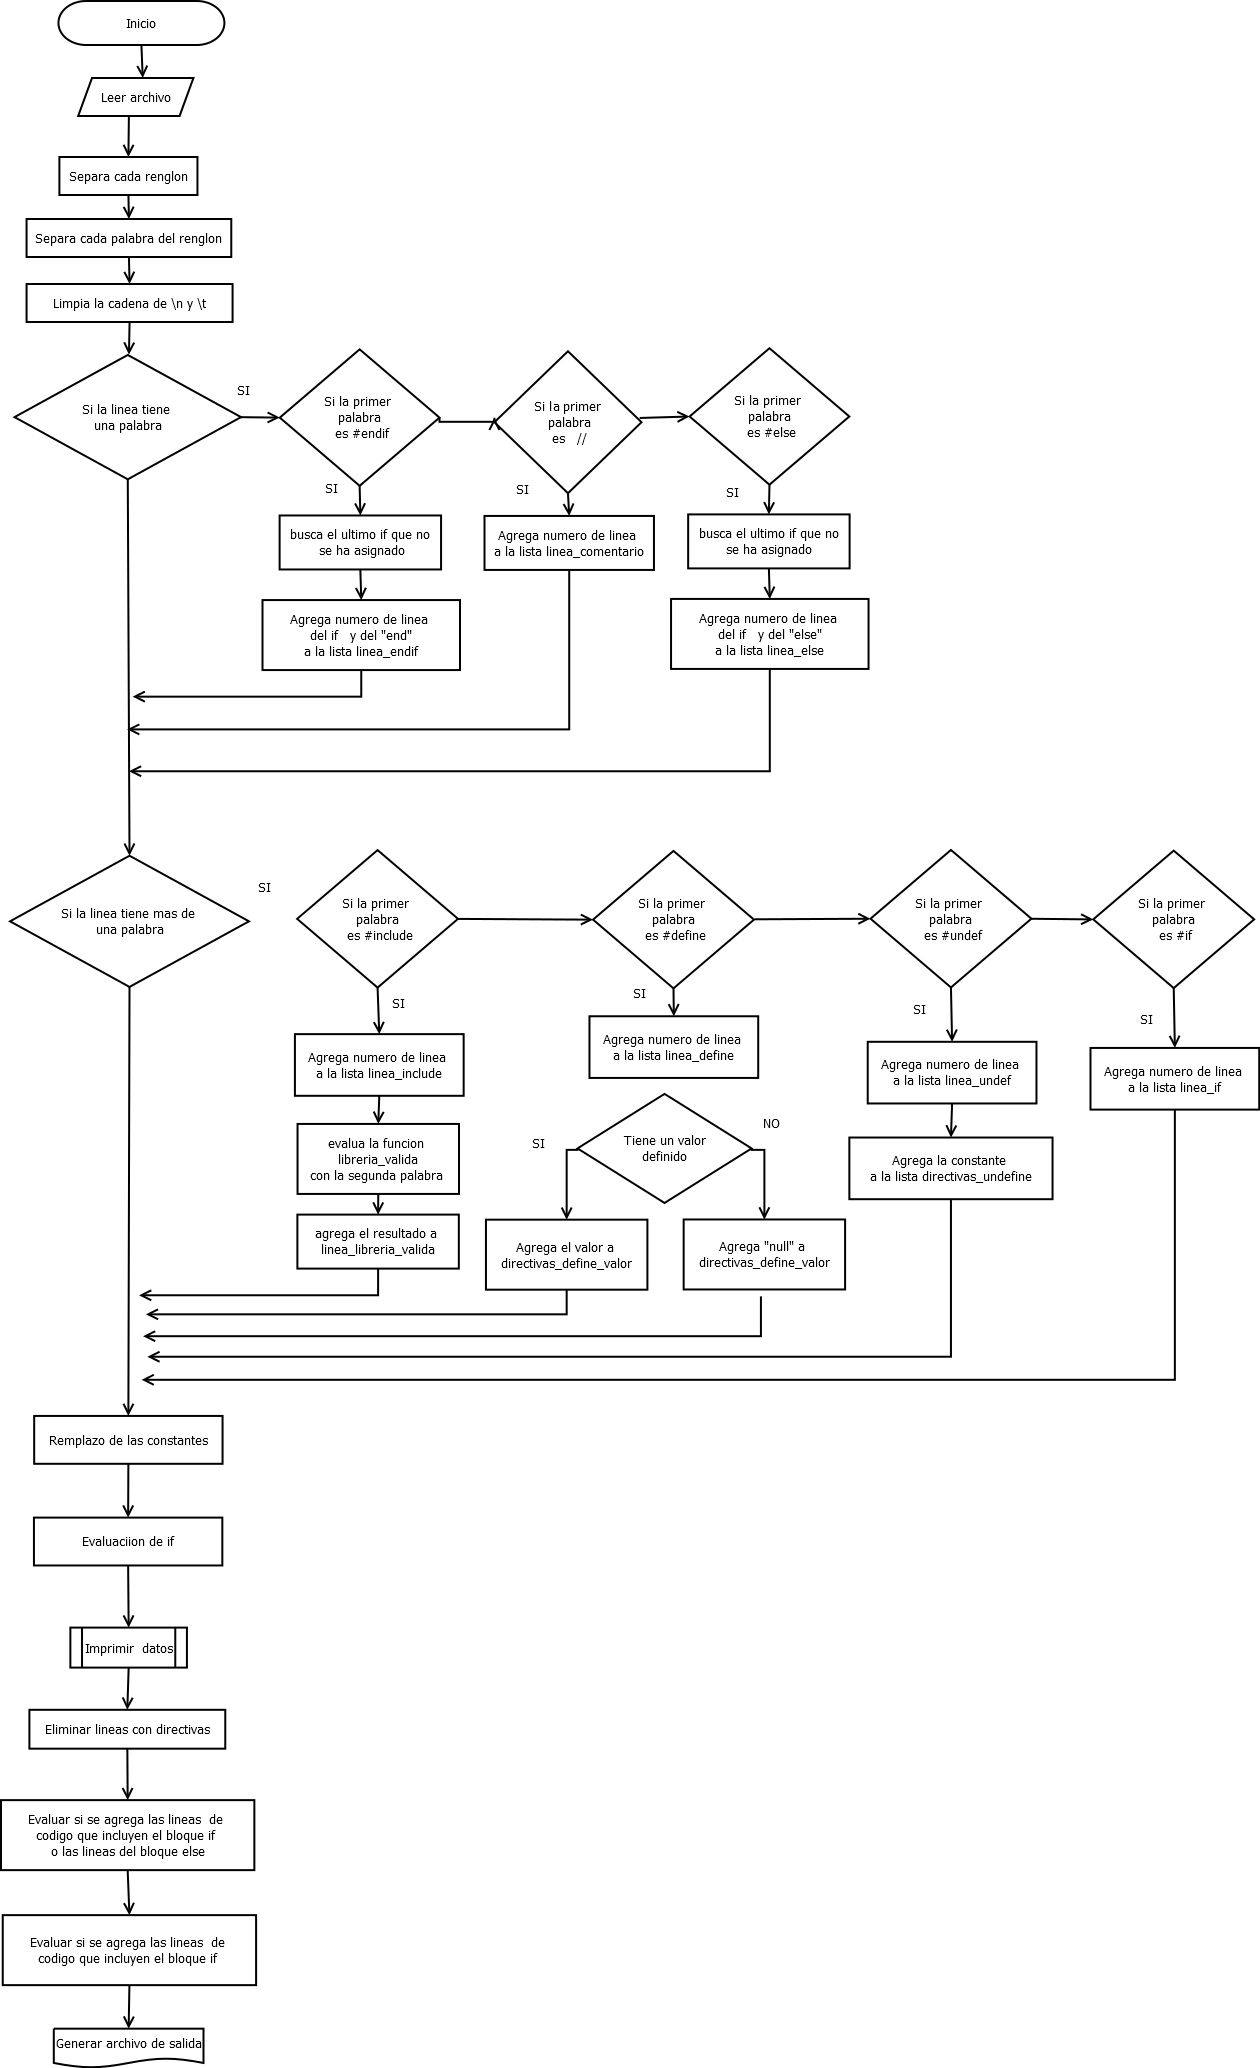 Inicio
Leer archivo
Separa cada renglon
Separa cada palabra del renglon
Limpia la cadena de \n y \t
Si la linea tiene
una palabra
SI
Si la primer
palabra
es #endif
Si la primer
palabra
es //
Si la primer
palabra
es #else
SI
busca el ultimo if que no
se ha asignado
Agrega numero de linea
del if y del "end"
a la lista linea_endif
SI
Agrega numero de linea
a la lista linea_comentario
SI
busca el ultimo if que no
se ha asignado
Agrega numero de linea
del if y del "else"
a la lista linea_else
Si la linea tiene mas de
una palabra
SI
Si la primer
palabra
es #include
Si la primer
palabra
es #define
Si la primer
palabra
es #undef
Si la primer
palabra
es #if
SI
Agrega numero de linea
a la lista linea_include
evalua la funcion
libreria_valida
con la segunda palabra
agrega el resultado a
linea_libreria_valida
SI
Agrega numero de linea
a la lista linea_define
Tiene un valor
definido
SI
NO
Agrega el valor a
directivas_define_valor
Agrega "null" a
directivas_define_valor
SI
Agrega numero de linea
a la lista linea_undef
Agrega la constante
a la lista directivas_undefine
SI
Agrega numero de linea
a la lista linea_if
Remplazo de las constantes
Evaluaciion de if
Imprimir datos
Eliminar lineas con directivas
Evaluar si se agrega las lineas de
codigo que incluyen el bloque if
o las lineas del bloque else
Evaluar si se agrega las lineas de
codigo que incluyen el bloque if
Generar archivo de salida